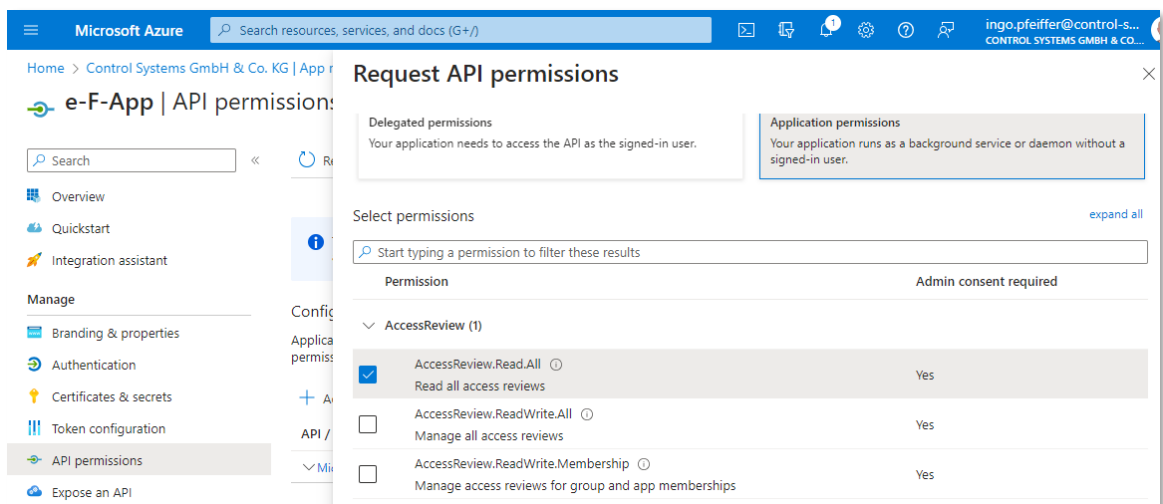 Microsoft Azure
Search resources, services, and docs (G+/)
1
ingo.pfeiffer@control-s...
CONTROL SYSTEMS GMBH & CO....
Home > Control Systems GmbH & Co. KG | App r
e-F-App | API permissions
Search
«
Overview
Quickstart
Integration assistant
Manage
Branding & properties
Authentication
Certificates & secrets
Token configuration
API permissions
Expose an API
Re
Config
Applica
permiss
A
API /
Mic
Request API permissions
Delegated permissions
Your application needs to access the API as the signed-in user.
Application permissions
Your application runs as a background service or daemon without a
signed-in user.
Select permissions
expand all
Start typing a permission to filter these results
Permission
Admin consent required
AccessReview (1)
AccessReview.Read.All
Read all access reviews
Yes
AccessReview.ReadWrite.All
Manage all access reviews
Yes
AccessReview.ReadWrite.Membership
Manage access reviews for group and app memberships
Yes